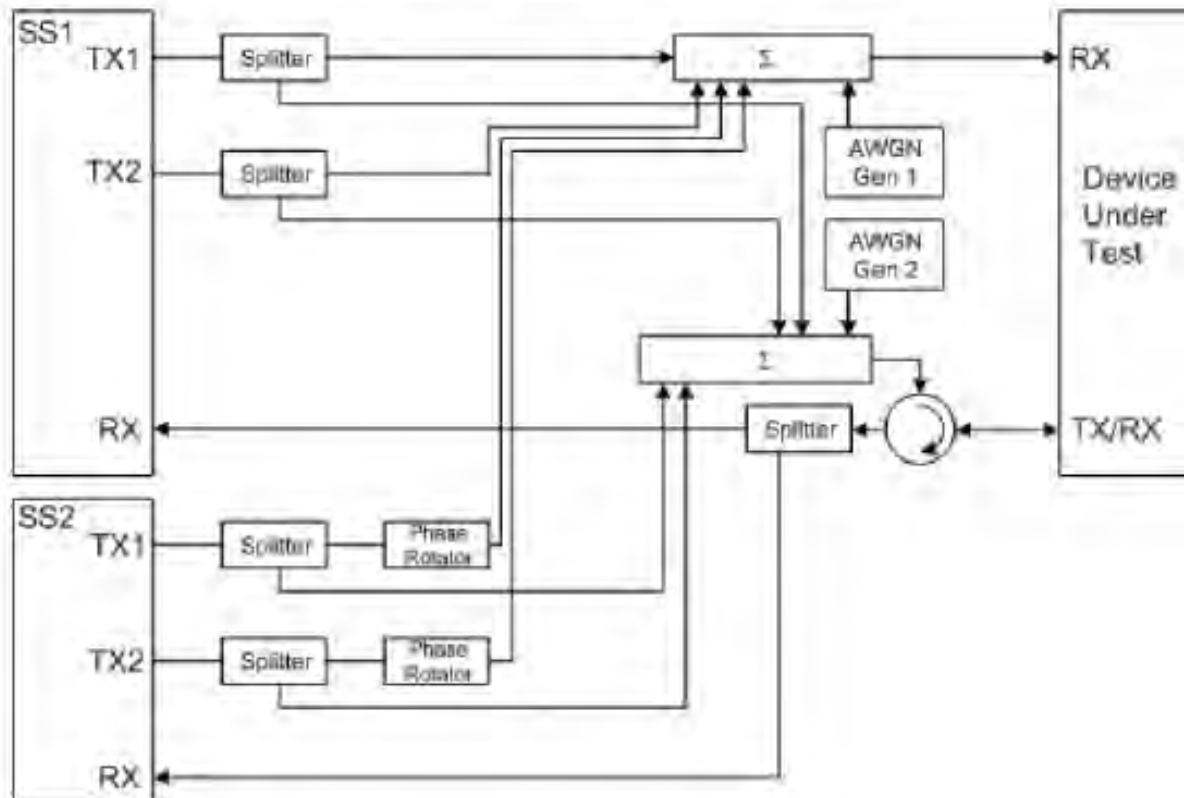 SS1
TX1
Splitter
Σ
RX
TX2
Splitter
AWGN
Gen 1
Device
Under
Test
AWGN
Gen 2
Σ
RX
Splitter
TX/RX
SS2
TX1
Splitter
Phase
Rotator
TX2
Splitter
Phase
Rotator
RX